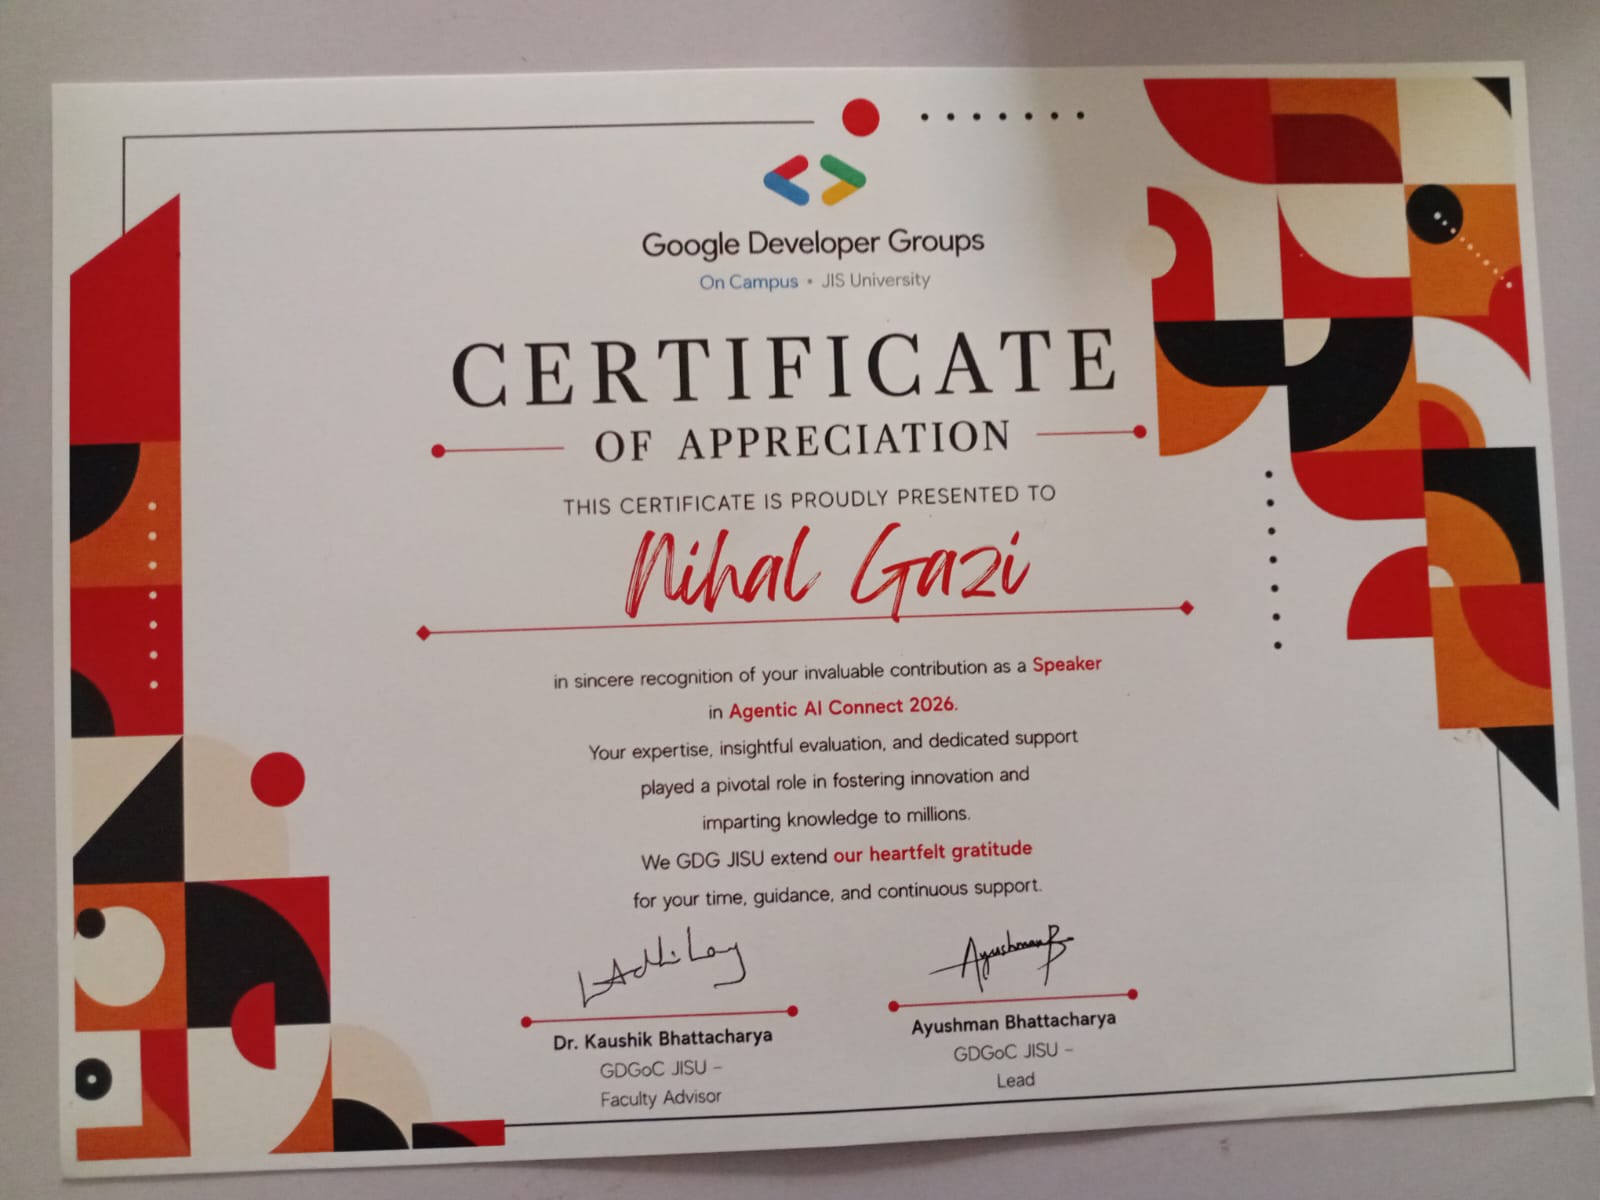 Google Developer Groups
On Campus • JIS University
CERTIFICATE
OF APPRECIATION
THIS CERTIFICATE IS PROUDLY PRESENTED TO
Nihal Gazi
in sincere recognition of your invaluable contribution as a Speaker
in Agentic AI Connect 2026.
Your expertise, insightful evaluation, and dedicated support
played a pivotal role in fostering innovation and
imparting knowledge to millions.
We GDG JISU extend our heartfelt gratitude
for your time, guidance, and continuous support.
AyushmanB
Dr. Kaushik Bhattacharya
GDGoC JISU –
Faculty Advisor
Ayushman Bhattacharya
GDGoC JISU –
Lead